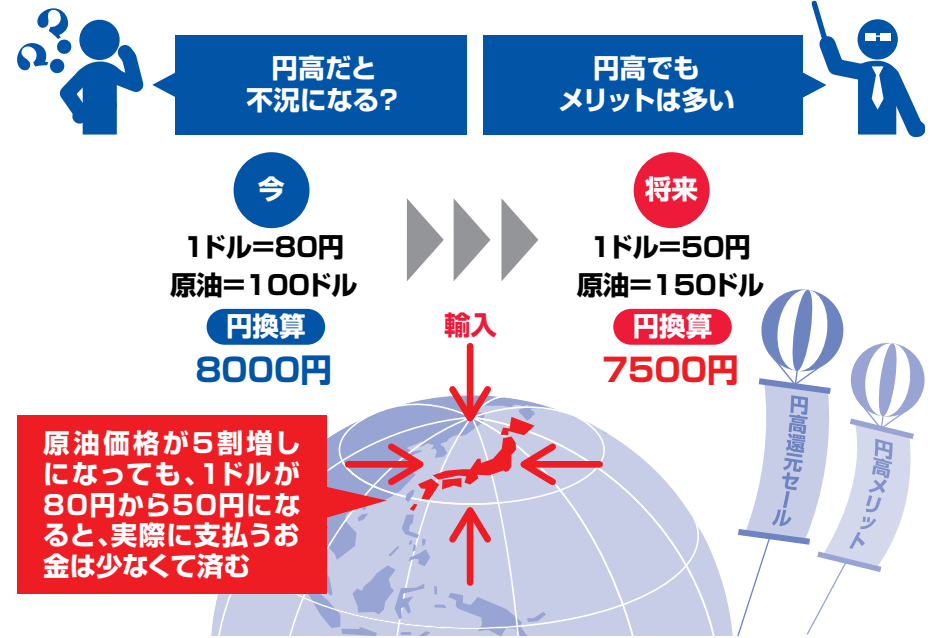 円高だと
不況になる?
円高でも
メリットは多い
今
1ドル=80円
原油=100ドル
円換算
8000円
将来
1ドル=50円
原油=150ドル
円換算
7500円
輸入
原油価格が5割増し
になっても、1ドルが
80円から50円にな
ると、実際に支払うお
金は少なくて済む
円高還元セール
円高メリット